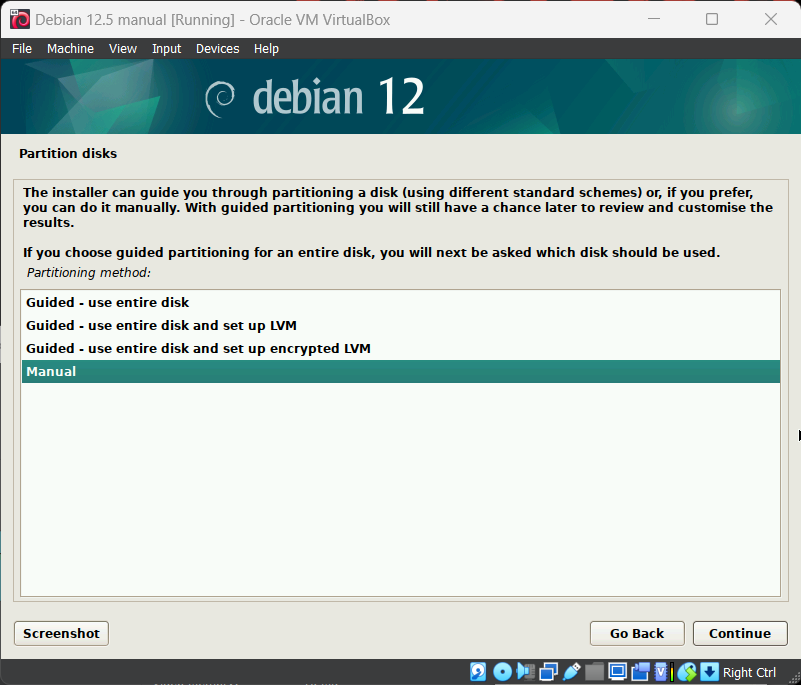 Debian 12.5 manual [Running] - Oracle VM VirtualBox
File Machine View Input Devices Help
debian 12
Partition disks
The installer can guide you through partitioning a disk (using different standard schemes) or, if you prefer,
you can do it manually. With guided partitioning you will still have a chance later to review and customise the
results.
If you choose guided partitioning for an entire disk, you will next be asked which disk should be used.
Partitioning method:
Guided - use entire disk
Guided - use entire disk and set up LVM
Guided - use entire disk and set up encrypted LVM
Manual
Screenshot Go Back Continue
Right Ctrl